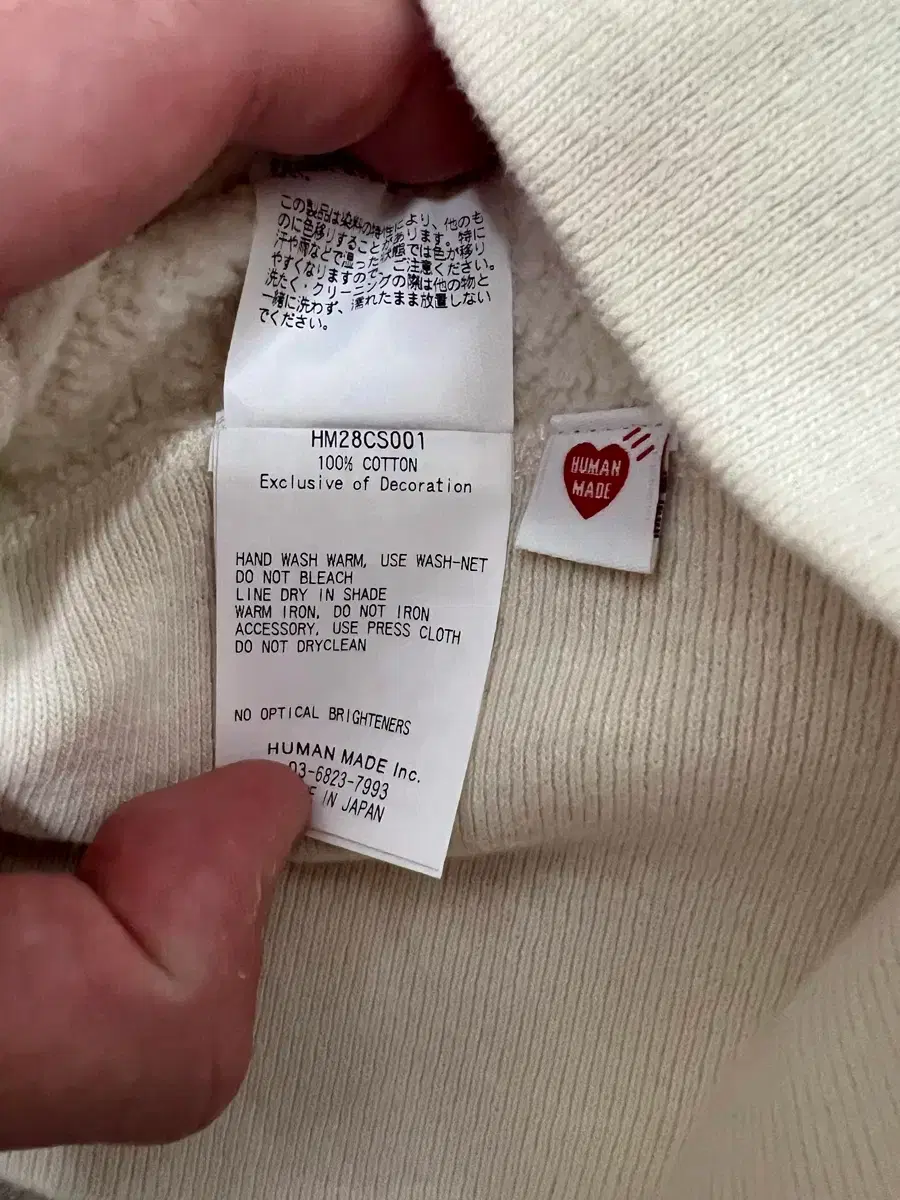 この製品は染料の特性により、他のも
のに色移りすることがあります。特に
汗や雨などで湿った状態では色が移り
やすくなりますので、ご注意ください。
洗たく・クリーニングの際は他の物と
一緒に洗わず、濡れたまま放置しない
でください。
HM28CS001
100% COTTON
Exclusive of Decoration
HAND WASH WARM, USE WASH-NET
DO NOT BLEACH
LINE DRY IN SHADE
WARM IRON, DO NOT IRON
ACCESSORY, USE PRESS CLOTH
DO NOT DRYCLEAN
NO OPTICAL BRIGHTENERS
HUMAN MADE Inc.
03-6823-7993
IN JAPAN
HUMAN
MADE